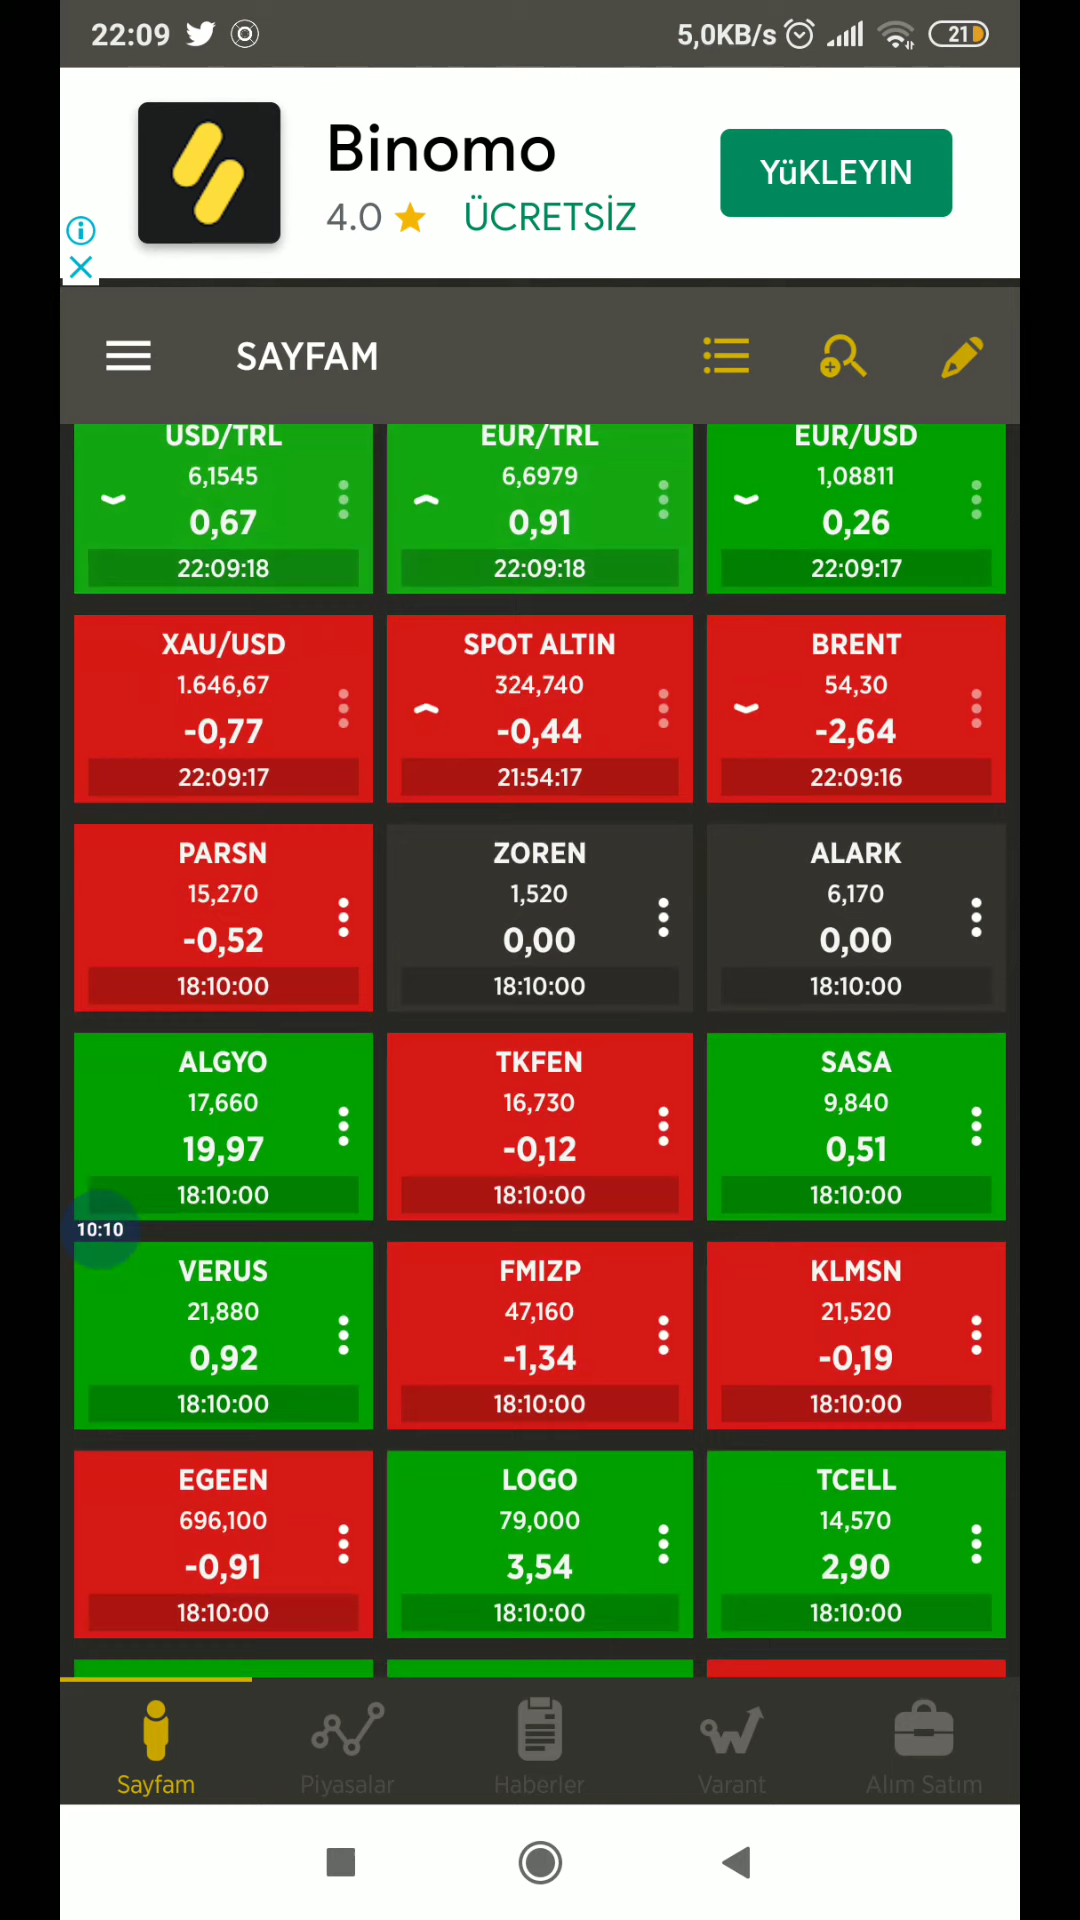 22:09
5,0KB/s
21
Binomo
4.0 ★ ÜCRETSİZ
YüKLEYIN
SAYFAM
USD/TRL
6,1545
0,67
22:09:18
EUR/TRL
6,6979
0,91
22:09:18
EUR/USD
1,08811
0,26
22:09:17
XAU/USD
1.646,67
-0,77
22:09:17
SPOT ALTIN
324,740
-0,44
21:54:17
BRENT
54,30
-2,64
22:09:16
PARSN
15,270
-0,52
18:10:00
ZOREN
1,520
0,00
18:10:00
ALARK
6,170
0,00
18:10:00
ALGYO
17,660
19,97
18:10:00
TKFEN
16,730
-0,12
18:10:00
SASA
9,840
0,51
18:10:00
10:10
VERUS
21,880
0,92
18:10:00
FMIZP
47,160
-1,34
18:10:00
KLMSN
21,520
-0,19
18:10:00
EGEEN
696,100
-0,91
18:10:00
LOGO
79,000
3,54
18:10:00
TCELL
14,570
2,90
18:10:00
Sayfam
Piyasalar
Haberler
Varant
Alım Satım